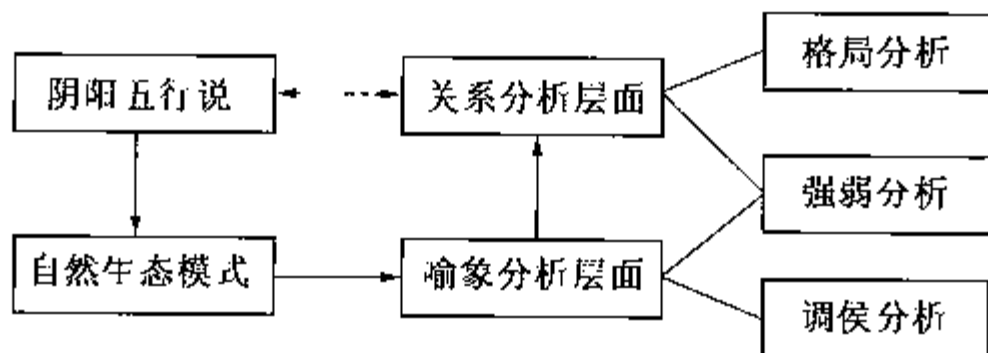 阴阳五行说
关系分析层面
格局分析
强弱分析
自然生态模式
喻象分析层面
调侯分析